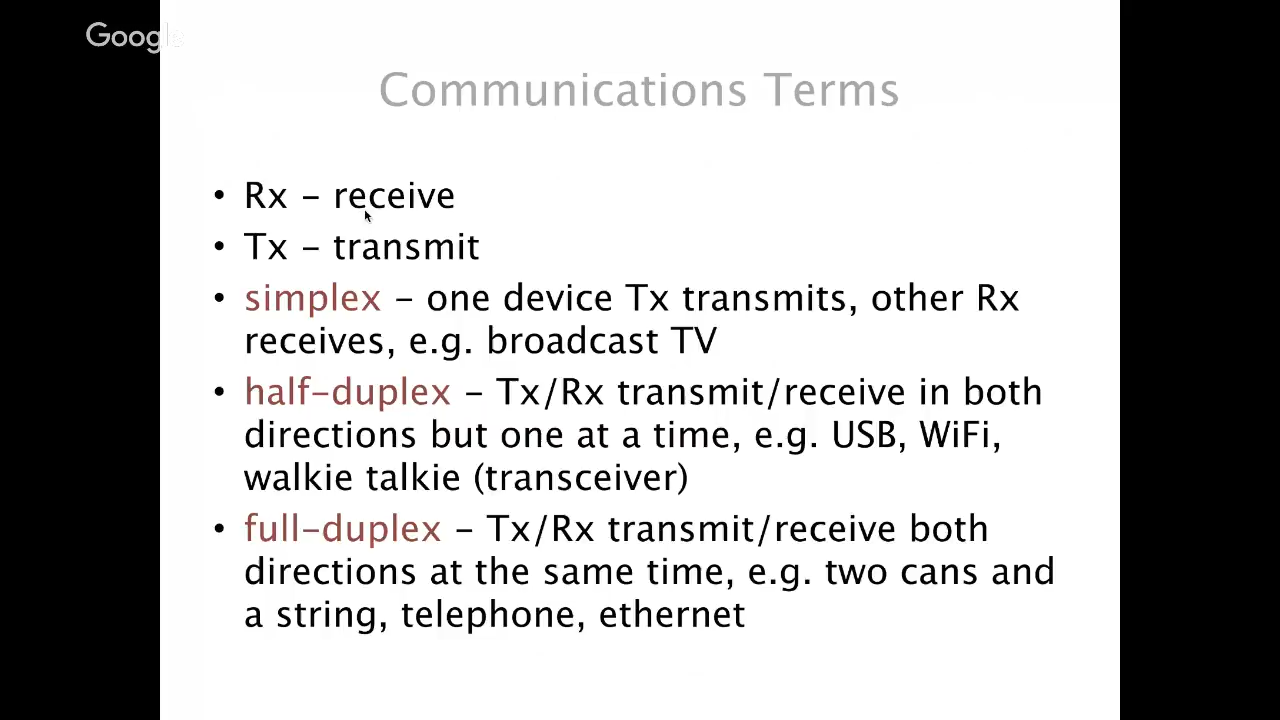 Google
Communications Terms
• Rx – receive
• Tx – transmit
• simplex – one device Tx transmits, other Rx
receives, e.g. broadcast TV
• half-duplex – Tx/Rx transmit/receive in both
directions but one at a time, e.g. USB, WiFi,
walkie talkie (transceiver)
• full-duplex – Tx/Rx transmit/receive both
directions at the same time, e.g. two cans and
a string, telephone, ethernet